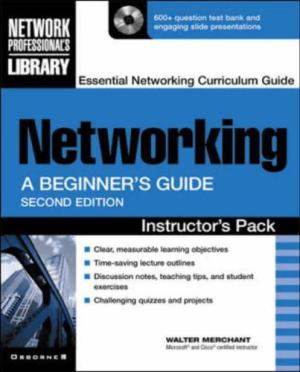 NETWORK
PROFESSIONAL'S
LIBRARY
600+ question test bank and
engaging slide presentations
Essential Networking Curriculum Guide
Networking
A BEGINNER'S GUIDE
SECOND EDITION
Instructor's Pack
Clear, measurable learning objectives
Time-saving lecture outlines
Discussion notes, teaching tips, and student
exercises
Challenging quizzes and projects
WALTER MERCHANT
Microsoft® and Cisco® certified instructor
OSBORNE